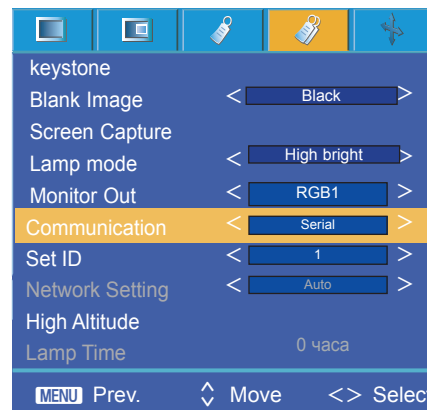 keystone
Blank Image < Black >
Screen Capture
Lamp mode < High bright >
Monitor Out < RGB1 >
Communication < Serial >
Set ID < 1 >
Network Setting < Auto >
High Altitude
Lamp Time 0 часа
MENU Prev. Move <> Selec